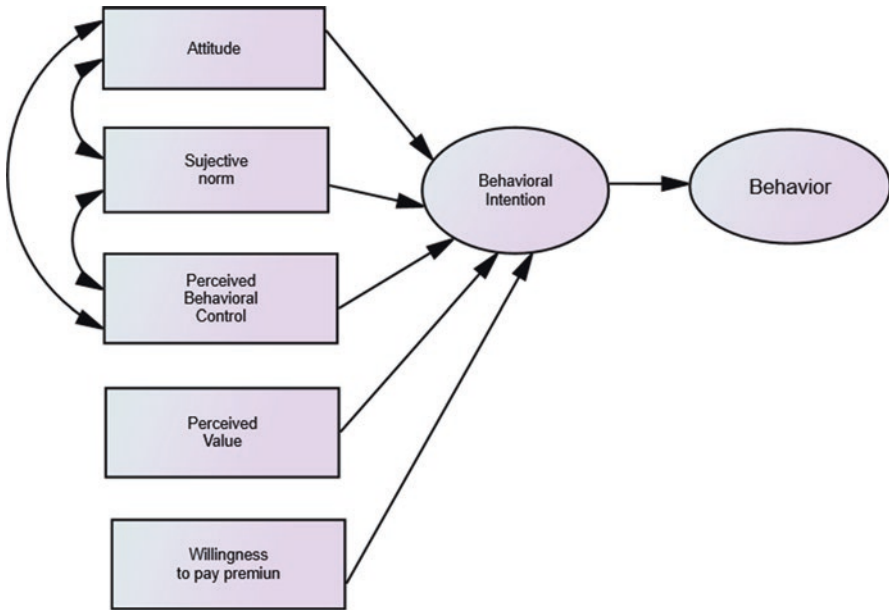 Attitude
Sujective
norm
Perceived
Behavioral
Control
Perceived
Value
Willingness
to pay premiun
Behavioral
Intention
Behavior